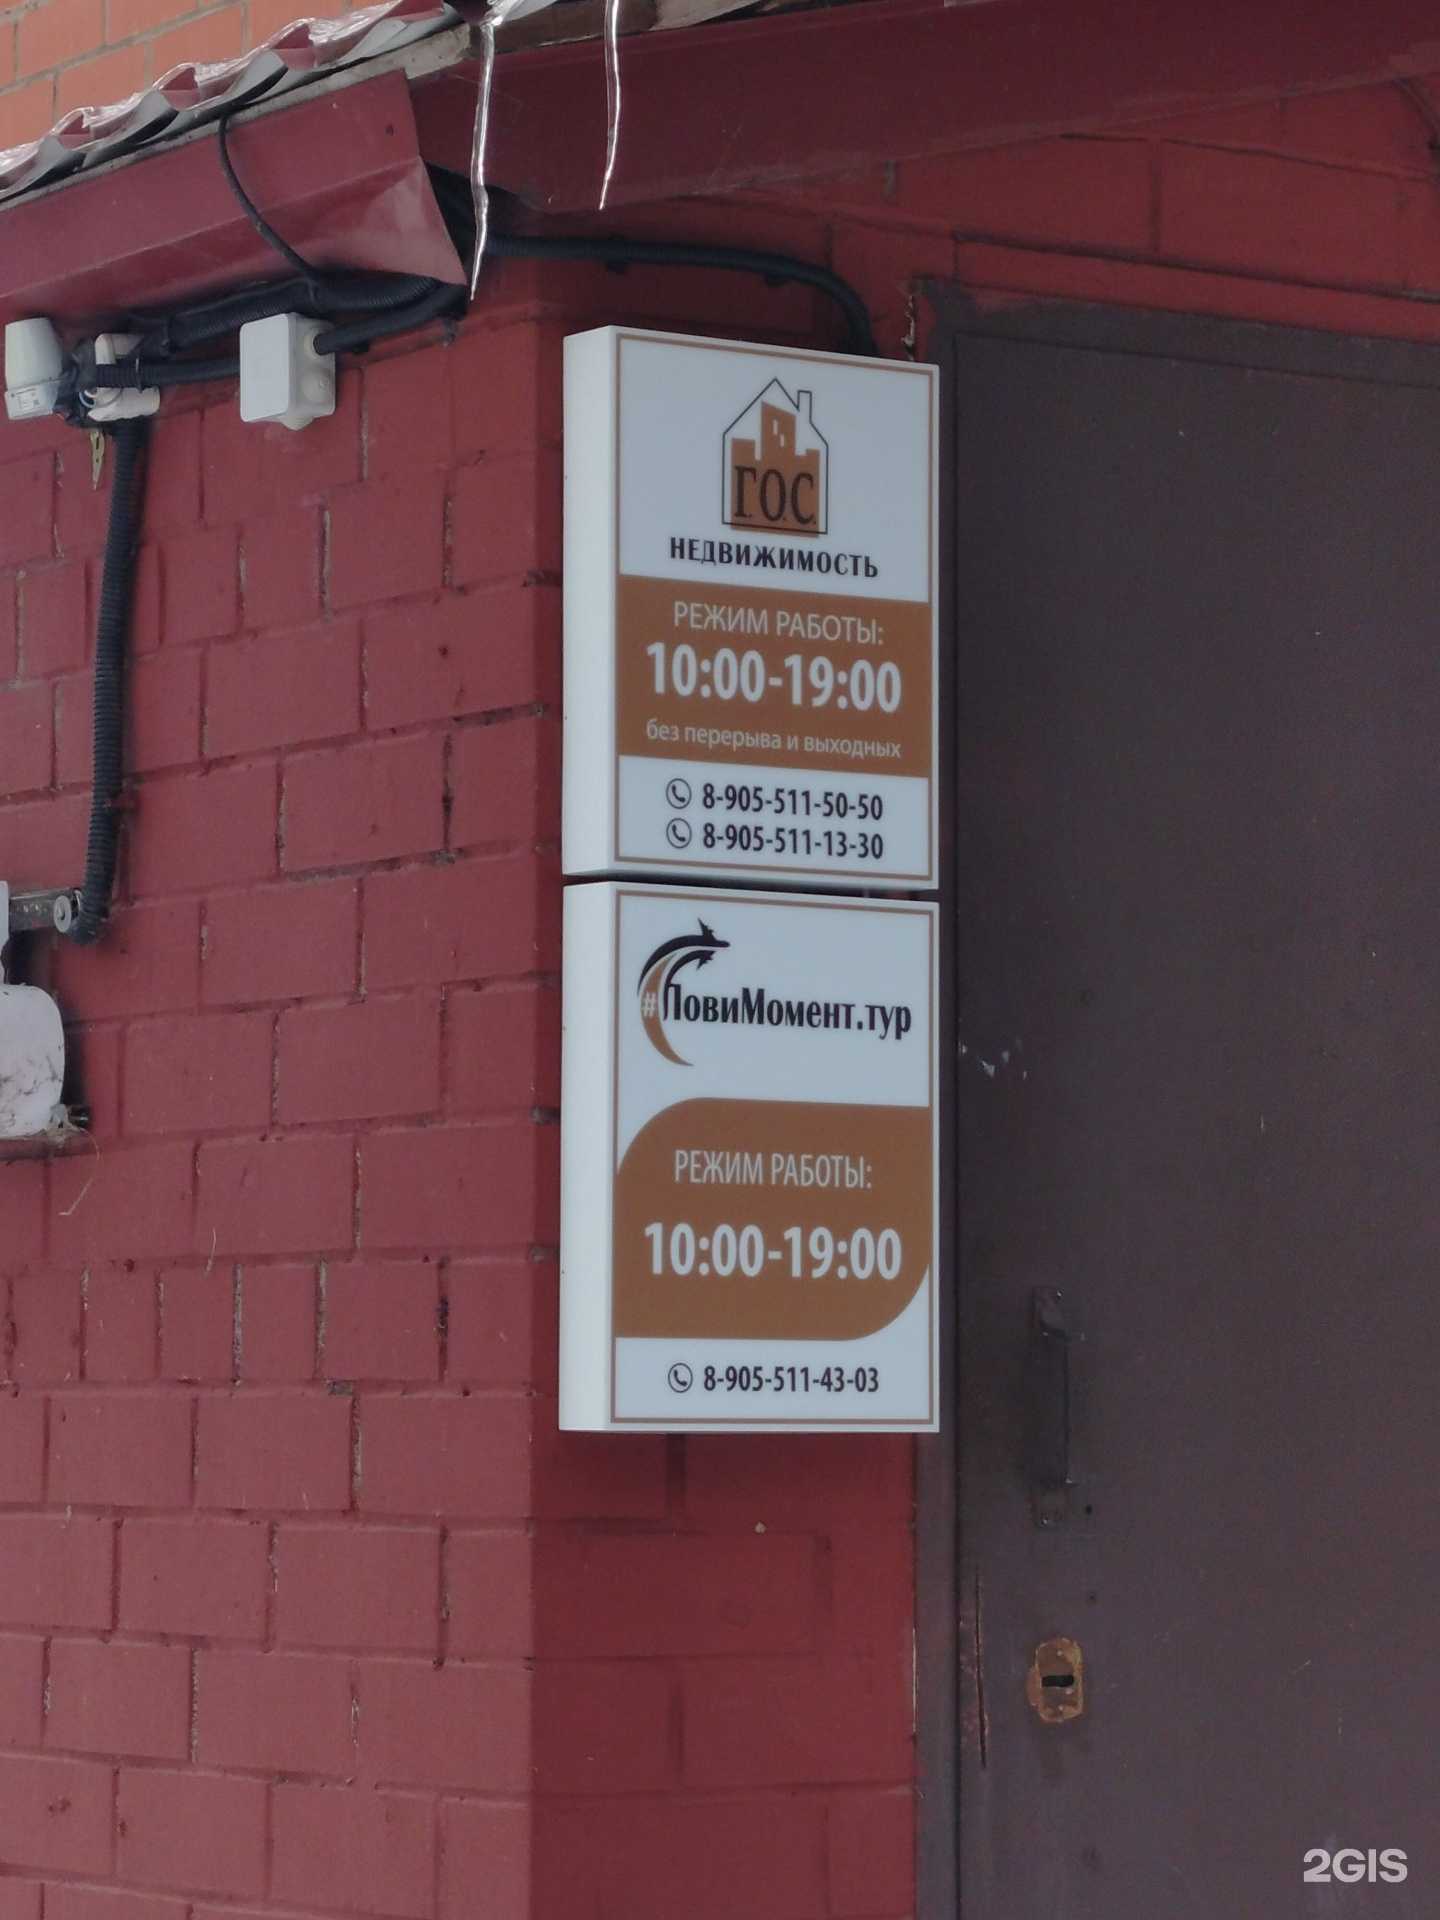 Г.О.С.
НЕДВИЖИМОСТЬ
РЕЖИМ РАБОТЫ:
10:00-19:00
без перерыва и выходных
8-905-511-50-50
8-905-511-13-30
#ЛовиМомент.тур
РЕЖИМ РАБОТЫ:
10:00-19:00
8-905-511-43-03
2GIS